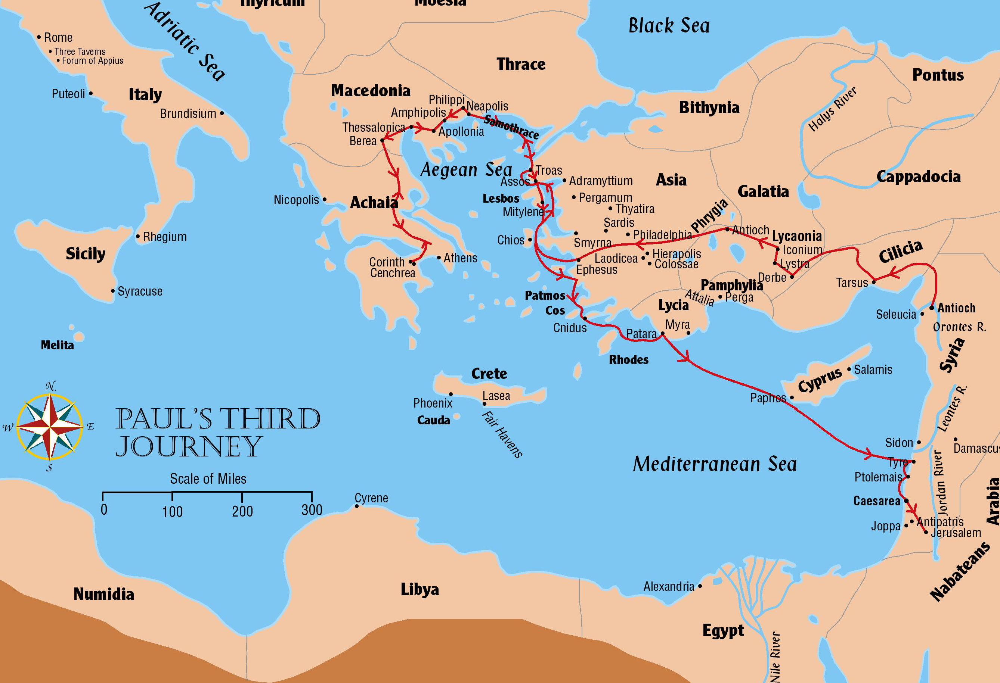 Illyricum
Moesia
Adriatic Sea
Black Sea
Rome
Three Taverns
Forum of Appius
Thrace
Pontus
Puteoli
Italy
Macedonia
Brundisium
Philippi
Neapolis
Amphipolis
Bithynia
Halys River
Samothrace
Thessalonica
Apollonia
Berea
Aegean Sea
Troas
Assos
Adramyttium
Asia
Cappadocia
Galatia
Nicopolis
Achaia
Lesbos
Pergamum
Mitylene
Thyatira
Phrygia
Sardis
Antioch
Lycaonia
Rhegium
Chios
Smyrna
Philadelphia
Iconium
Cilicia
Sicily
Corinth
Cenchrea
Athens
Laodicea
Hierapolis
Colossae
Lystra
Ephesus
Derbe
Tarsus
Pamphylia
Syracuse
Patmos
Attalia
Perga
Cos
Lycia
Antioch
Seleucia
Cnidus
Myra
Orontes R.
Patara
Melita
Rhodes
Syria
Crete
Salamis
Cyprus
Phoenix
Lasea
Paphos
Cauda
Fair Havens
Leontes R.
N
W
E
S
PAUL'S THIRD
JOURNEY
Sidon
Damascus
Mediterranean Sea
Tyre
Jordan River
Ptolemais
Scale of Miles
0 100 200 300
Cyrene
Caesarea
Arabia
Antipatris
Joppa
Jerusalem
Nabateans
Numidia
Libya
Alexandria
Egypt
Nile River